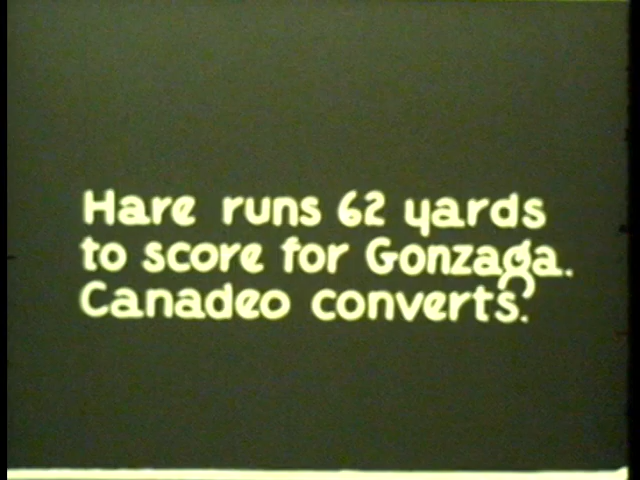 Hare runs 62 yards
to score for Gonzaga.
Canadeo converts.